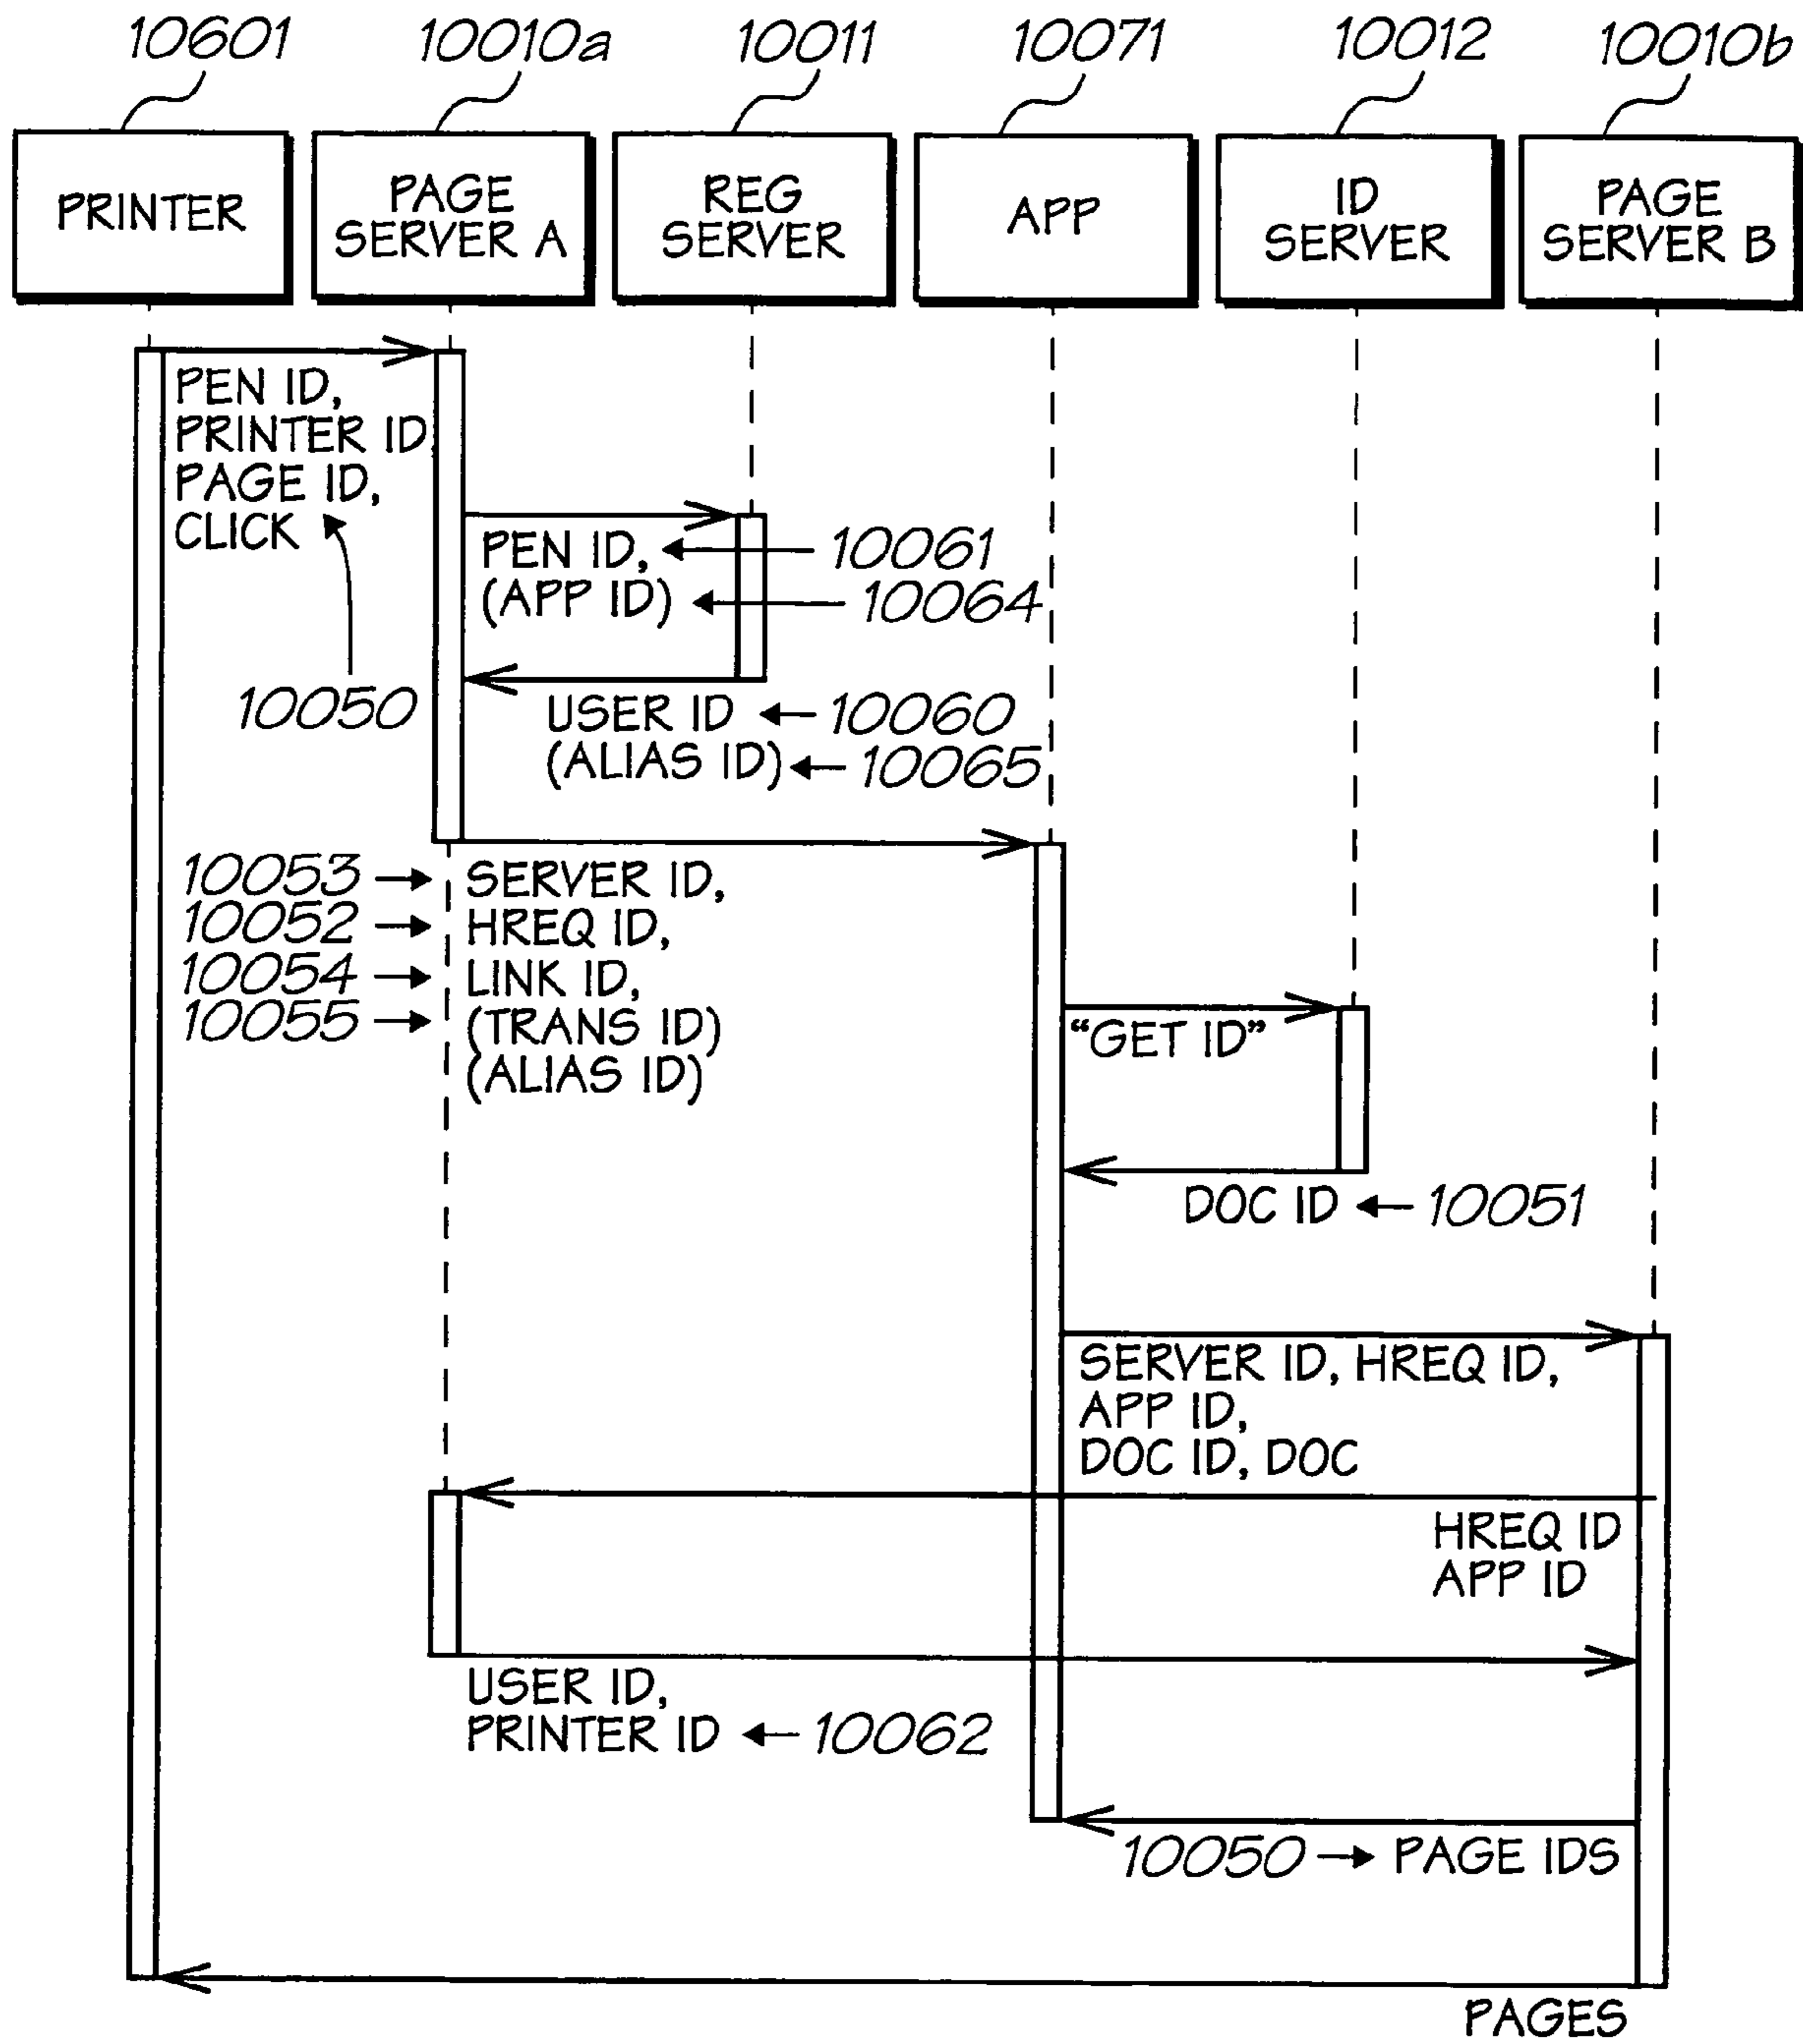 10601 10010a 10011 10071 10012 10010b
PRINTER
PAGE
SERVER A
REG
SERVER
APP
ID
SERVER
PAGE
SERVER B
PEN ID,
PRINTER ID
PAGE ID,
CLICK
10050
PEN ID, 10061
(APP ID) 10064
USER ID 10060
(ALIAS ID) 10065
10053 SERVER ID,
10052 HREQ ID,
10054 LINK ID,
10055 (TRANS ID)
(ALIAS ID)
“GET ID”
DOC ID 10051
SERVER ID, HREQ ID,
APP ID,
DOC ID, DOC
HREQ ID
APP ID
USER ID,
PRINTER ID 10062
10050 PAGE IDS
PAGES